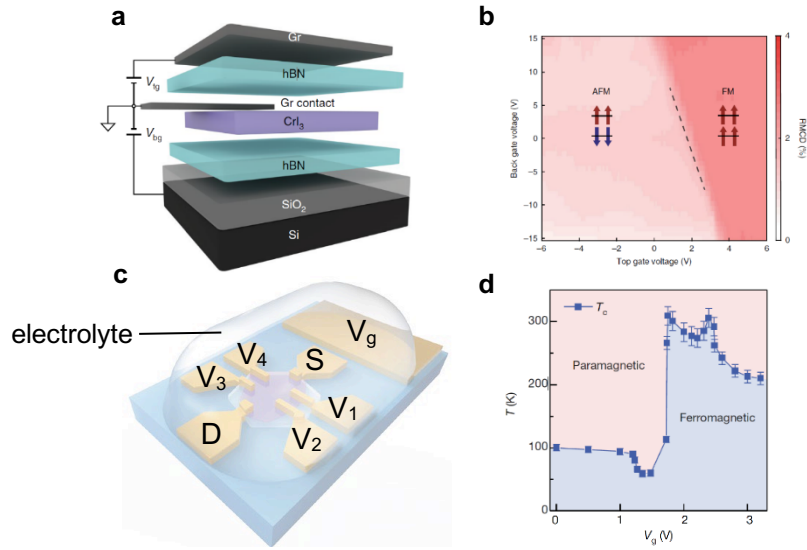 a
Gr
hBN
Vtg
Gr contact
CrI3
Vbg
hBN
SiO2
Si
b
Back gate voltage (V)
15
10
5
0
−5
−10
−15
AFM
FM
−6 −4 −2 0 2 4 6
Top gate voltage (V)
4
2
0
RMCD (%)
c
electrolyte
Vg
V4
S
V3
V1
D
V2
d
Tc
300
200
100
0
T (K)
Paramagnetic
Ferromagnetic
0 1 2 3
Vg (V)